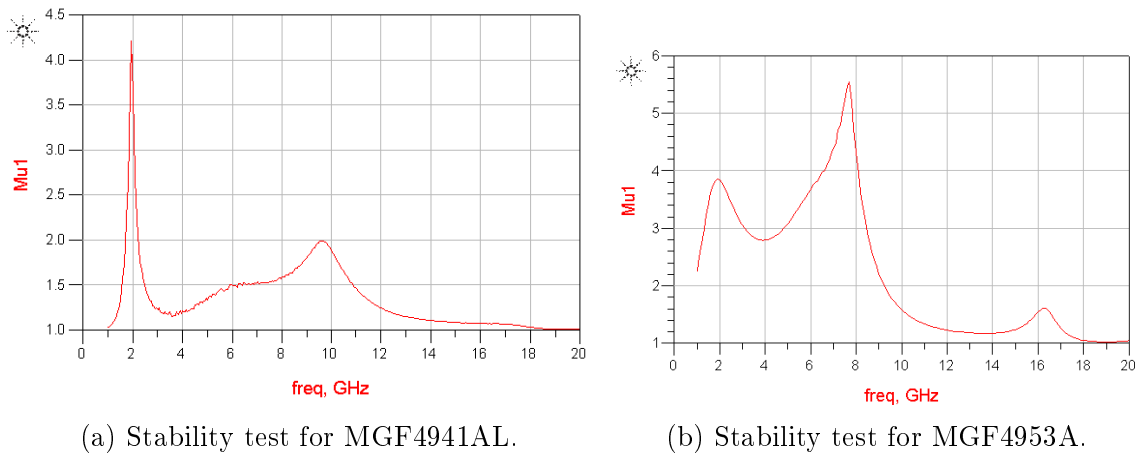 4.5
4.0
3.5
3.0
2.5
2.0
1.5
1.0
Mu1
0 2 4 6 8 10 12 14 16 18 20
freq, GHz
(a) Stability test for MGF4941AL.
6
5
4
3
2
1
Mu1
0 2 4 6 8 10 12 14 16 18 20
freq, GHz
(b) Stability test for MGF4953A.